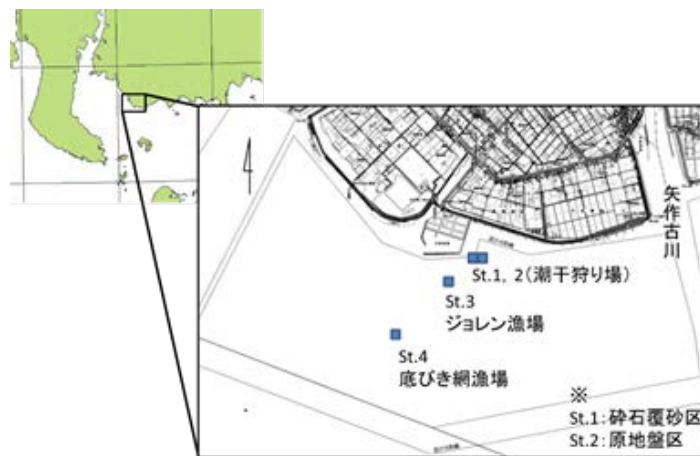 矢作古川
St.1, 2(潮干狩り場)
St.3
ジョレン漁場
St.4
底びき網漁場
※
St.1:砕石覆砂区
St.2:原地盤区